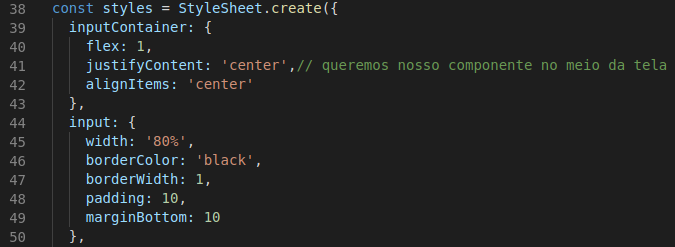 38 const styles = StyleSheet.create({
39 inputContainer: {
40 flex: 1,
41 justifyContent: 'center',// queremos nosso componente no meio da tela
42 alignItems: 'center'
43 },
44 input: {
45 width: '80%',
46 borderColor: 'black',
47 borderWidth: 1,
48 padding: 10,
49 marginBottom: 10
50 },